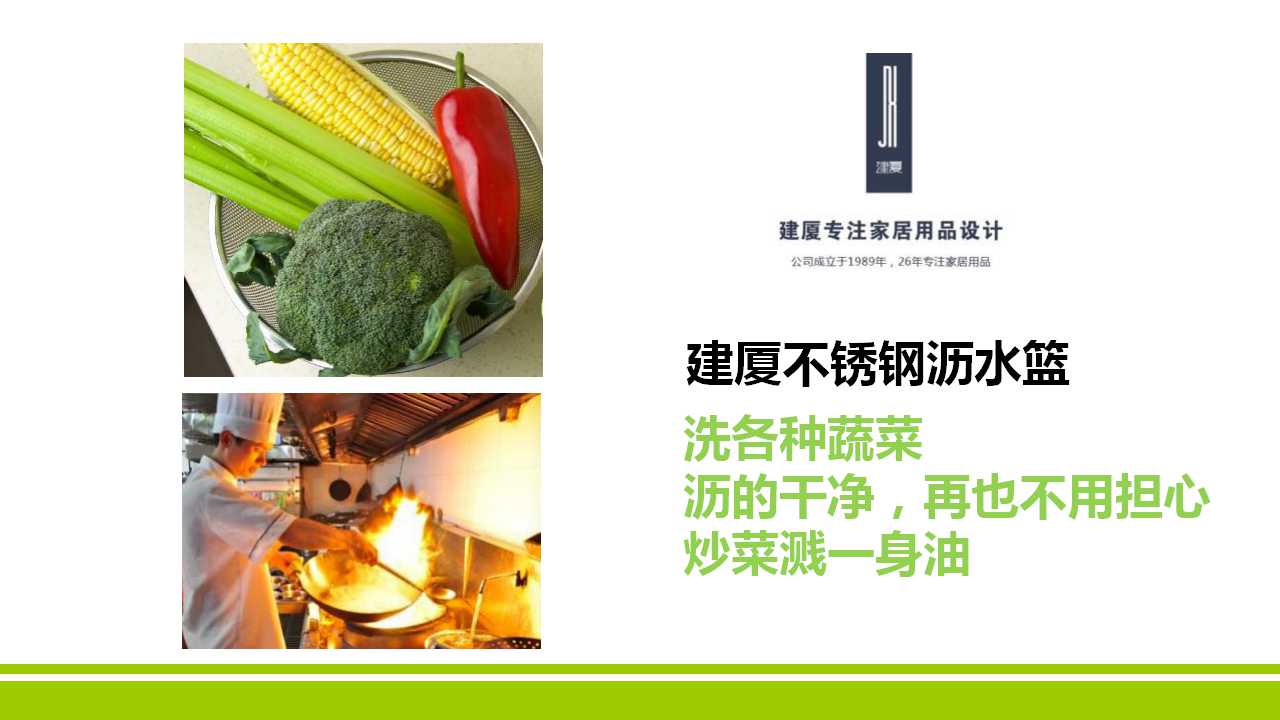 JX
建夏
建厦专注家居用品设计
公司成立于1989年，26年专注家居用品
建厦不锈钢沥水篮
洗各种蔬菜
沥的干净，再也不用担心
炒菜溅一身油